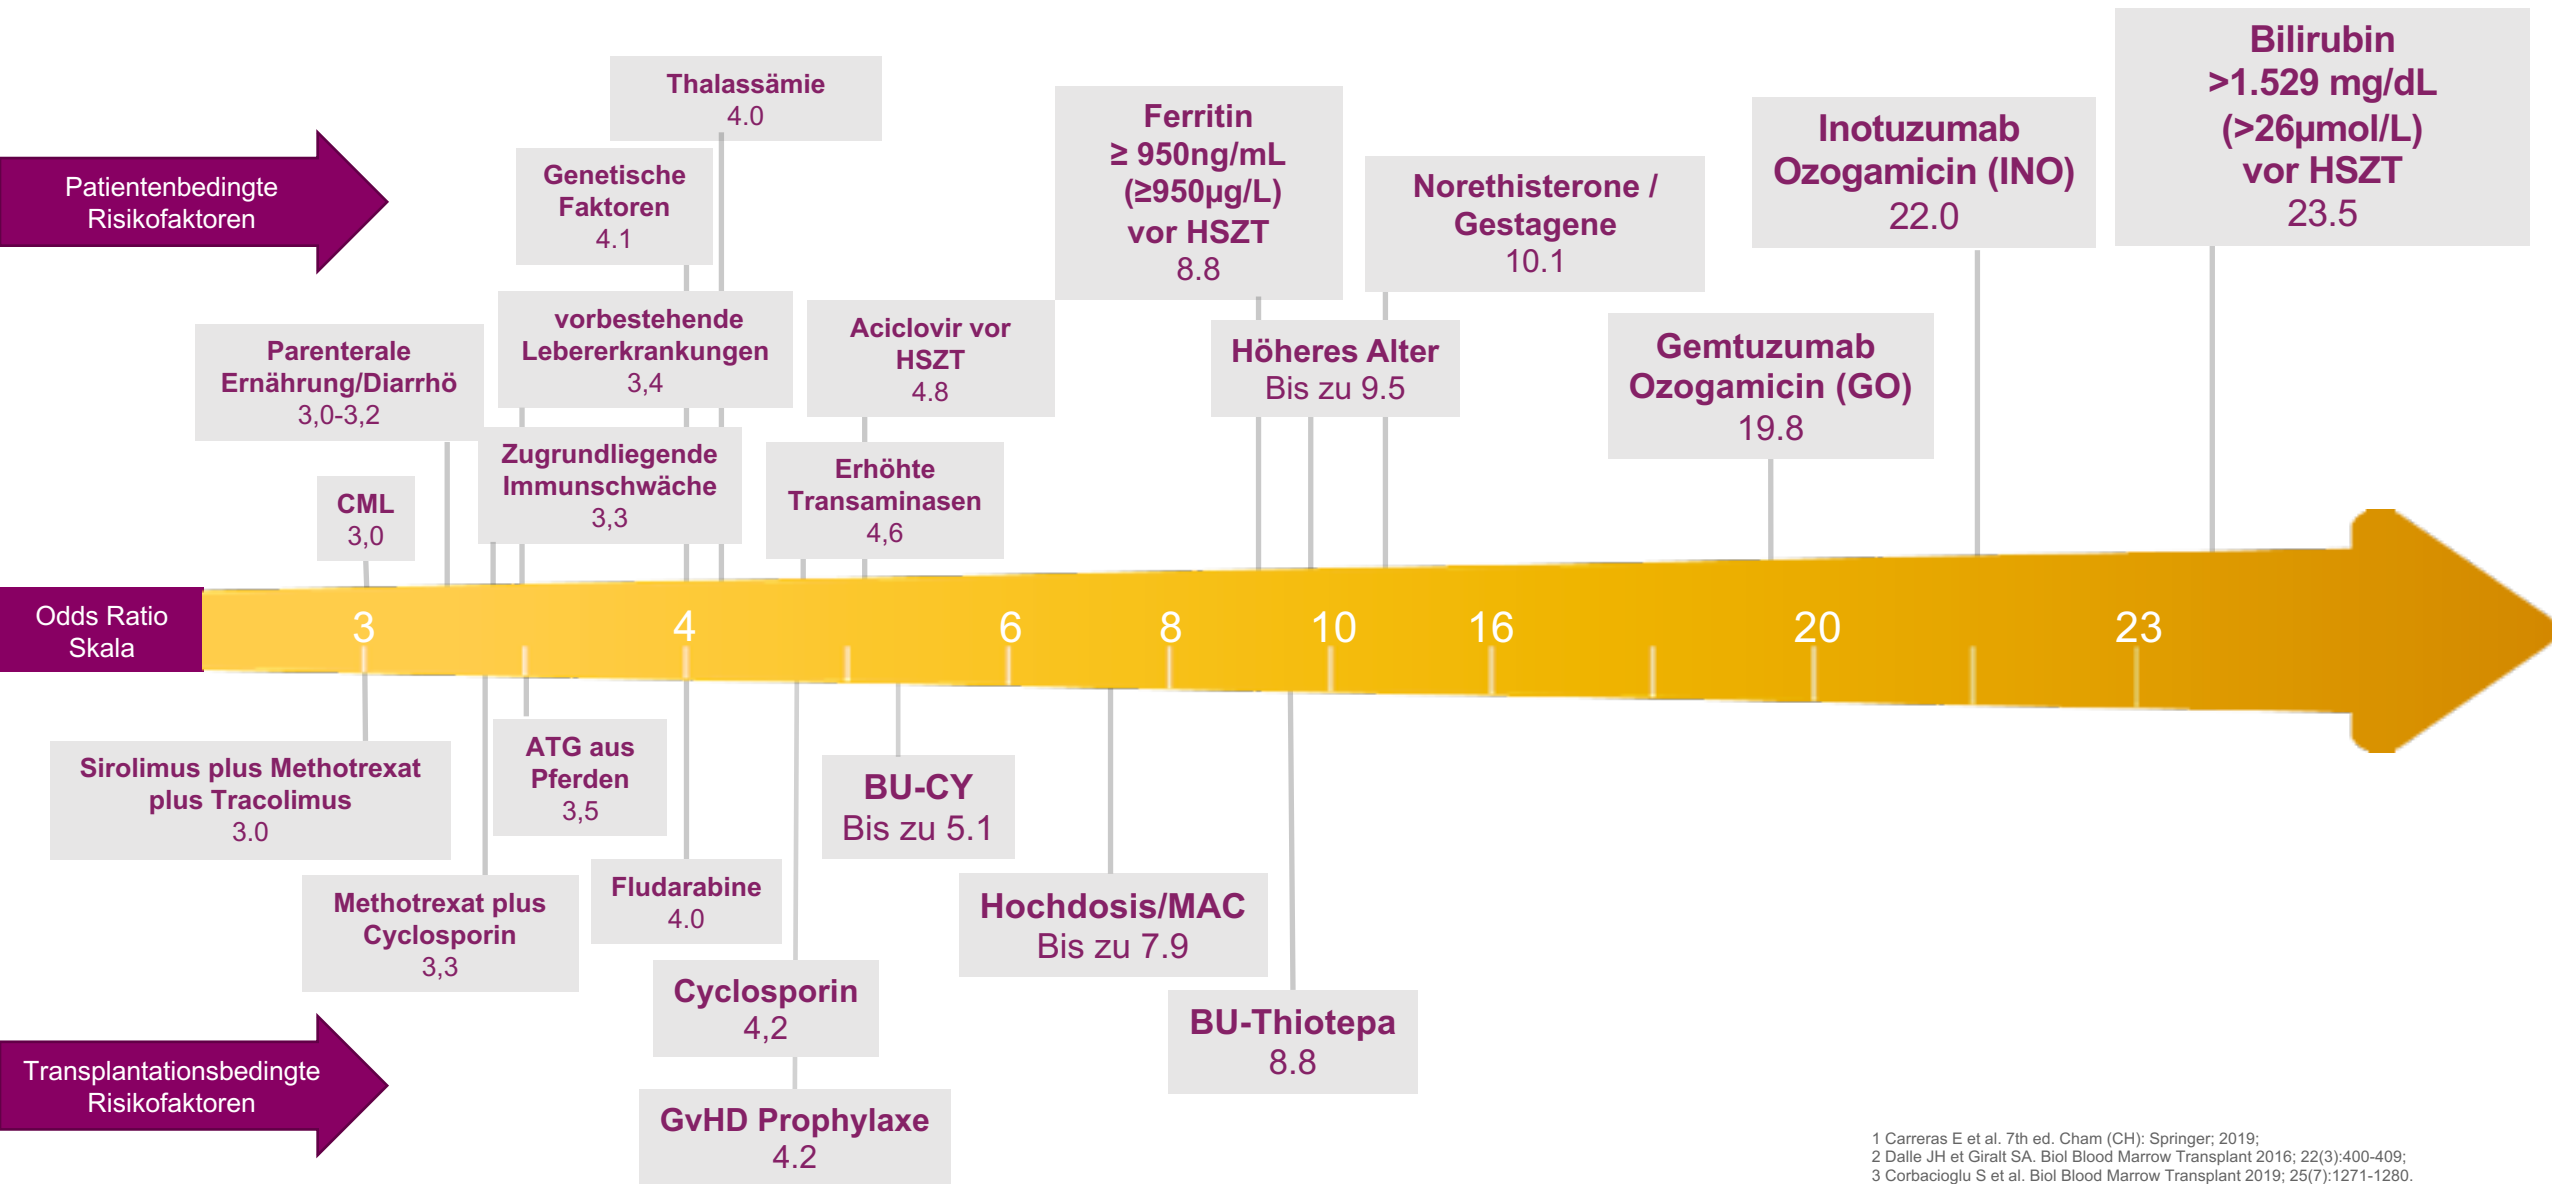 Patientenbedingte
Risikofaktoren
Thalassämie
4.0
Genetische
Faktoren
4.1
Parenterale
Ernährung/Diarrhö
3,0-3,2
vorbestehende
Lebererkrankungen
3,4
CML
3,0
Zugrundliegende
Immunschwäche
3,3
Aciclovir vor
HSZT
4.8
Erhöhte
Transaminasen
4,6
Ferritin
≥ 950ng/mL
(≥950µg/L)
vor HSZT
8.8
Höheres Alter
Bis zu 9.5
Norethisterone /
Gestagene
10.1
Gemtuzumab
Ozogamicin (GO)
19.8
Inotuzumab
Ozogamicin (INO)
22.0
Bilirubin
>1.529 mg/dL
(>26µmol/L)
vor HSZT
23.5
Odds Ratio
Skala
3 4 6 8 10 16 20 23
Sirolimus plus Methotrexat
plus Tracolimus
3.0
Methotrexat plus
Cyclosporin
3,3
ATG aus
Pferden
3,5
Fludarabine
4.0
Cyclosporin
4,2
GvHD Prophylaxe
4.2
BU-CY
Bis zu 5.1
Hochdosis/MAC
Bis zu 7.9
BU-Thiotepa
8.8
Transplantationsbedingte
Risikofaktoren
1 Carreras E et al. 7th ed. Cham (CH): Springer; 2019;
2 Dalle JH et Giralt SA. Biol Blood Marrow Transplant 2016; 22(3):400-409;
3 Corbacioglu S et al. Biol Blood Marrow Transplant 2019; 25(7):1271-1280.